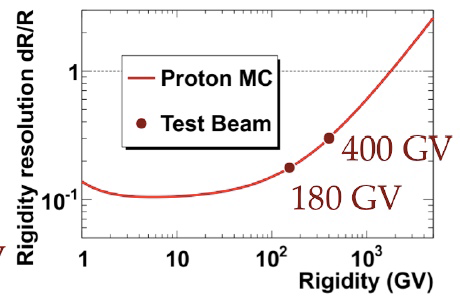 Rigidity resolution dR/R
1
10-1
Proton MC
Test Beam
400 GV
180 GV
1
10
10²
10³
Rigidity (GV)